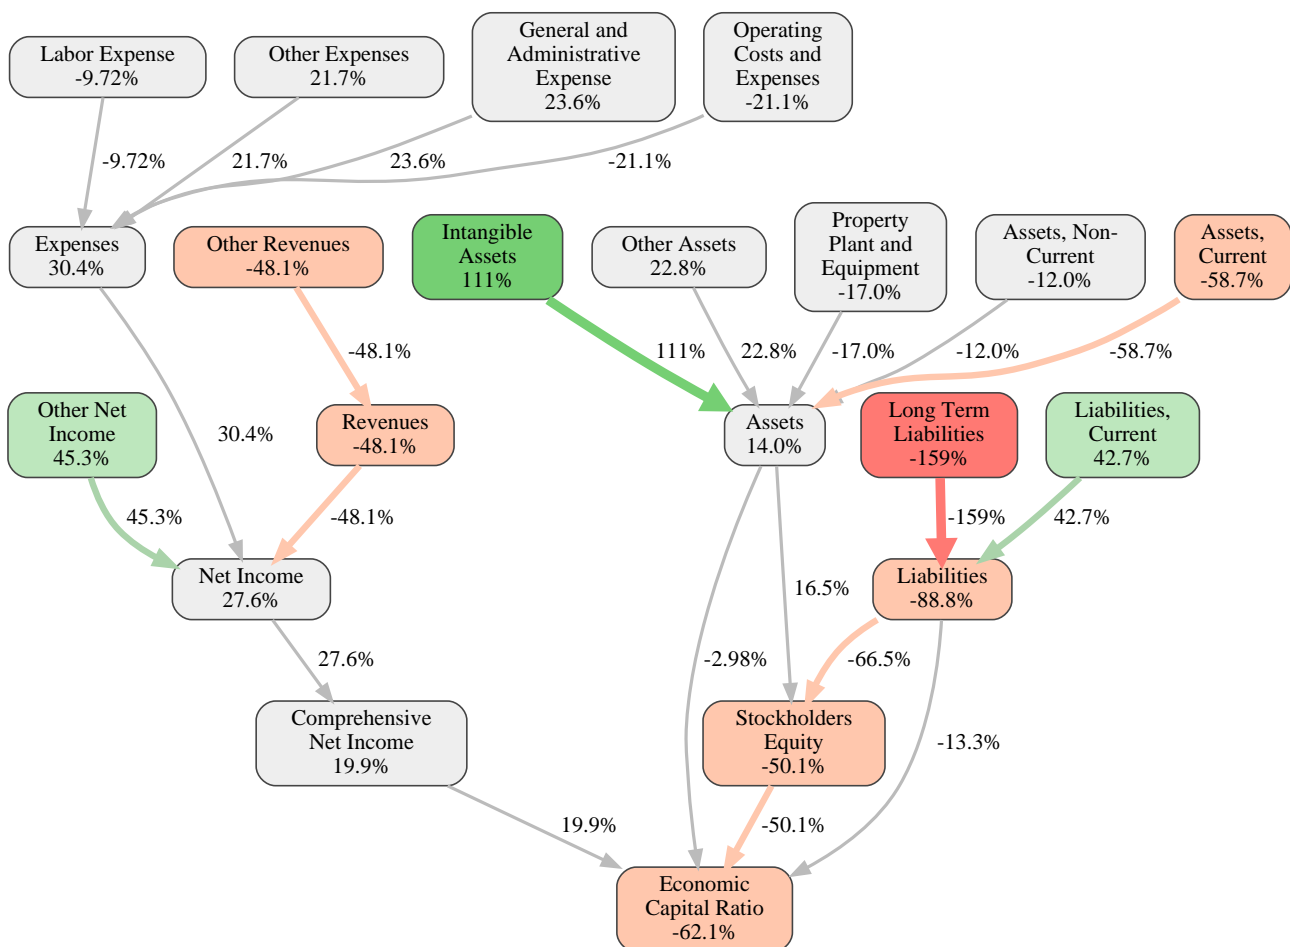 Labor Expense
-9.72%
Other Expenses
21.7%
General and
Administrative
Expense
23.6%
Operating
Costs and
Expenses
-21.1%
-9.72%
21.7%
23.6%
-21.1%
Expenses
30.4%
Other Revenues
-48.1%
Intangible
Assets
111%
Other Assets
22.8%
Property
Plant and
Equipment
-17.0%
Assets, Non-
Current
-12.0%
Assets,
Current
-58.7%
-48.1%
111%
22.8%
-17.0%
-12.0%
-58.7%
Other Net
Income
45.3%
30.4%
Revenues
-48.1%
Assets
14.0%
Long Term
Liabilities
-159%
Liabilities,
Current
42.7%
45.3%
-48.1%
-159%
42.7%
Net Income
27.6%
16.5%
Liabilities
-88.8%
27.6%
-2.98%
-66.5%
Comprehensive
Net Income
19.9%
Stockholders
Equity
-50.1%
-13.3%
19.9%
-50.1%
Economic
Capital Ratio
-62.1%